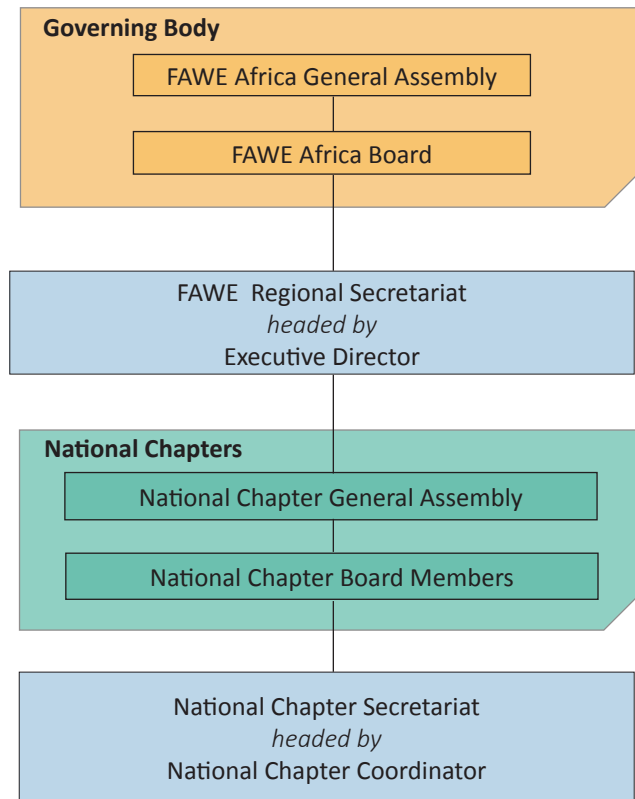 Governing Body
FAWE Africa General Assembly
FAWE Africa Board
FAWE Regional Secretariat
headed by
Executive Director
National Chapters
National Chapter General Assembly
National Chapter Board Members
National Chapter Secretariat
headed by
National Chapter Coordinator